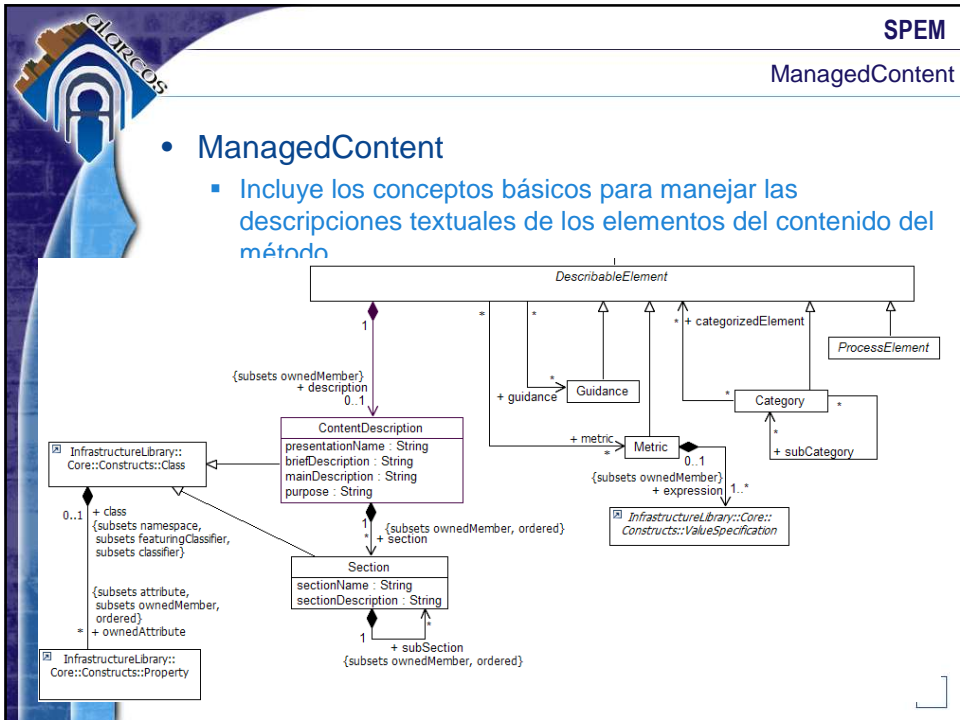 alarcos
SPEM
ManagedContent
• ManagedContent
▪ Incluye los conceptos básicos para manejar las
descripciones textuales de los elementos del contenido del
método
DescribableElement
1
*
*
* + categorizedElement
ProcessElement
{subsets ownedMember}
+ description
0..1
+ guidance
*
Guidance
*
Category
*
*
+ subCategory
ContentDescription
presentationName : String
briefDescription : String
mainDescription : String
purpose : String
+ metric
*
Metric
0..1
{subsets ownedMember}
+ expression
1..*
InfrastructureLibrary::Core::
Constructs::ValueSpecification
InfrastructureLibrary::
Core::Constructs::Class
0..1
+ class
{subsets namespace,
subsets featuringClassifier,
subsets classifier}
1
{subsets ownedMember, ordered}
* + section
Section
sectionName : String
sectionDescription : String
{subsets attribute,
subsets ownedMember,
ordered}
* + ownedAttribute
1
*
+ subSection
{subsets ownedMember, ordered}
InfrastructureLibrary::
Core::Constructs::Property